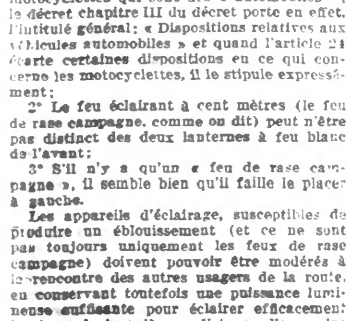 le décret chapitre III du décret porte en effet,
l'intitulé général: « Dispositions relatives aux
véhicules automobiles » et quand l'article 24
écarte certaines dispositions en ce qui con-
cerne les motocyclettes, il le stipule expressé-
ment;
2° Le feu éclairant à cent mètres (le feu
de rase campagne, comme on dit) peut n'être
pas distinct des deux lanternes à feu blanc
de l'avant;
3° S'il n'y a qu'un « feu de rase cam-
pagne », il semble bien qu'il faille le placer
à gauche.
Les appareils d'éclairage, susceptibles de
produire un éblouissement (et ce ne sont
pas toujours uniquement les feux de rase
campagne) doivent pouvoir être modérés à
la rencontre des autres usagers de la route,
en conservant toutefois une puissance lumi-
neuse suffisante pour éclairer efficacement